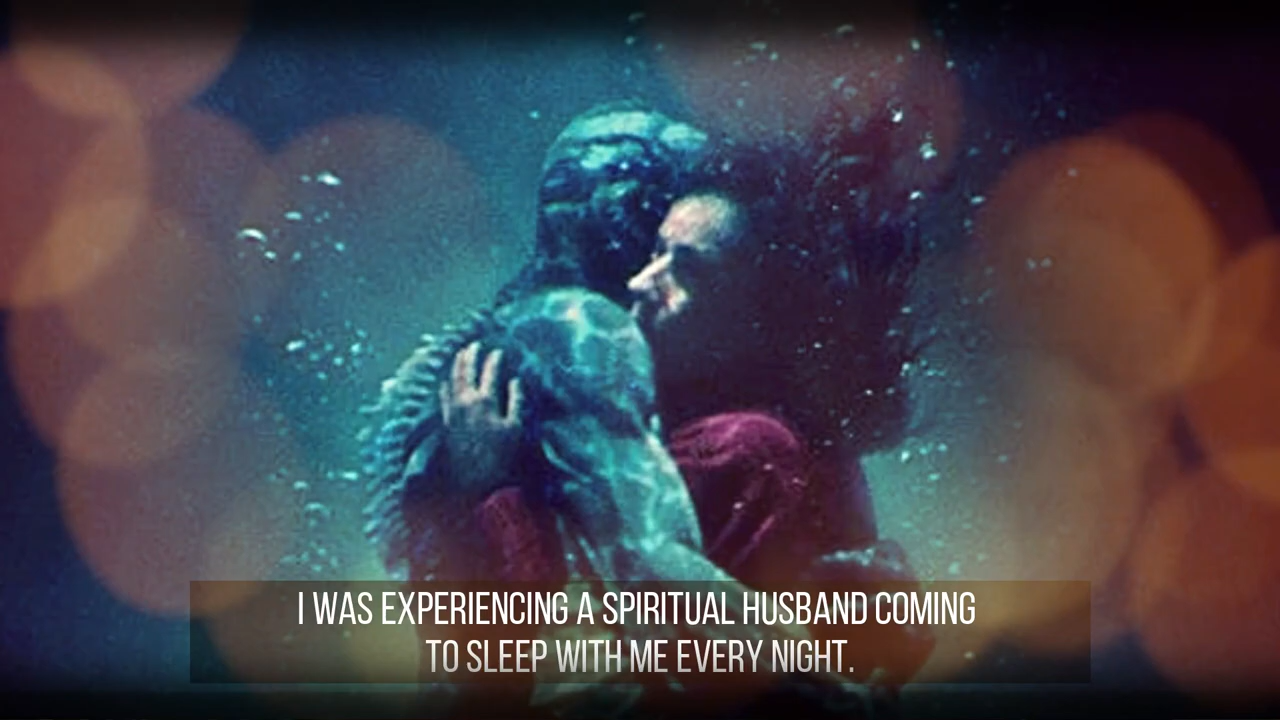 I WAS EXPERIENCING A SPIRITUAL HUSBAND COMING
TO SLEEP WITH ME EVERY NIGHT.